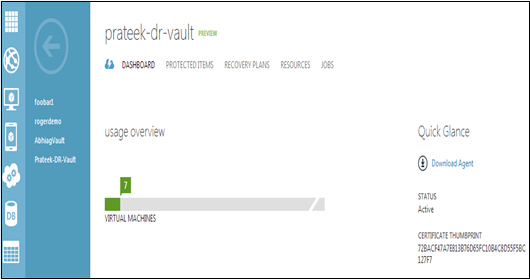 prateek-dr-vault PREVIEW
DASHBOARD PROTECTED ITEMS RECOVERY PLANS RESOURCES JOBS
foobar1
rogerdemo
AbhiagVault
Prateek-DR-Vault
DB
usage overview
7
VIRTUAL MACHINES
Quick Glance
Download Agent
STATUS
Active
CERTIFICATE THUMBPRINT